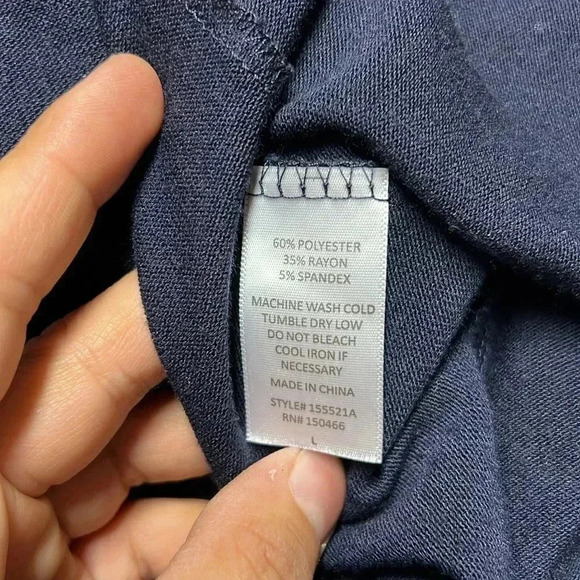 60% POLYESTER
35% RAYON
5% SPANDEX
MACHINE WASH COLD
TUMBLE DRY LOW
DO NOT BLEACH
COOL IRON IF
NECESSARY
MADE IN CHINA
STYLE# 155521A
RN# 150466
L